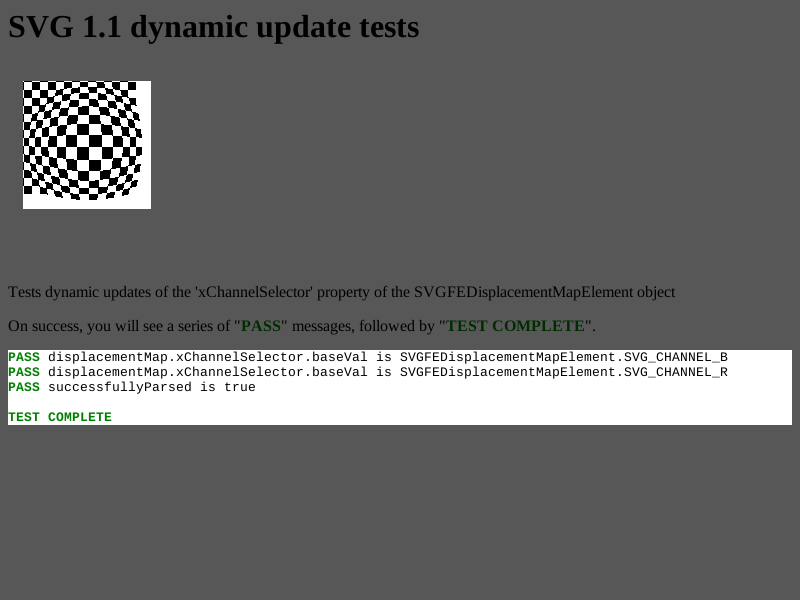 SVG 1.1 dynamic update tests
Tests dynamic updates of the 'xChannelSelector' property of the SVGFEDisplacementMapElement object
On success, you will see a series of "PASS" messages, followed by "TEST COMPLETE".
PASS displacementMap.xChannelSelector.baseVal is SVGFEDisplacementMapElement.SVG_CHANNEL_B
PASS displacementMap.xChannelSelector.baseVal is SVGFEDisplacementMapElement.SVG_CHANNEL_R
PASS successfullyParsed is true
TEST COMPLETE